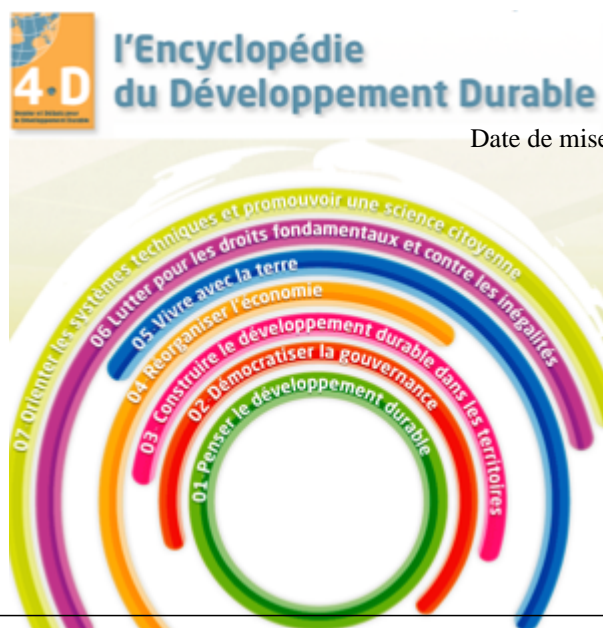 4·D
l'Encyclopédie
du Développement Durable
Date de mise
07 Orienter les systèmes techniques et promouvoir une science citoyenne
06 Lutter pour les droits fondamentaux et contre les inégalités
05 Vivre avec la terre
04 Réorganiser l'économie
03 Construire le développement durable dans les territoires
02 Démocratiser la gouvernance
01 Penser le développement durable